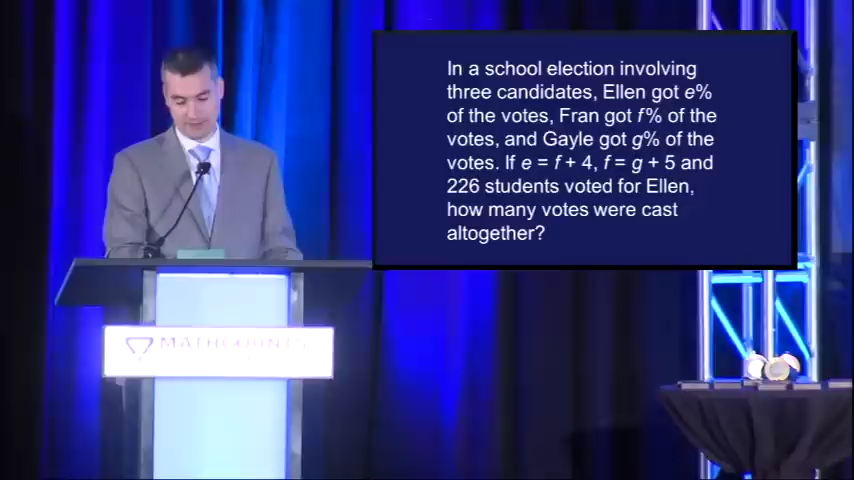 In a school election involving
three candidates, Ellen got e%
of the votes, Fran got f% of the
votes, and Gayle got g% of the
votes. If e = f + 4, f = g + 5 and
226 students voted for Ellen,
how many votes were cast
altogether?
MATHCOUNTS